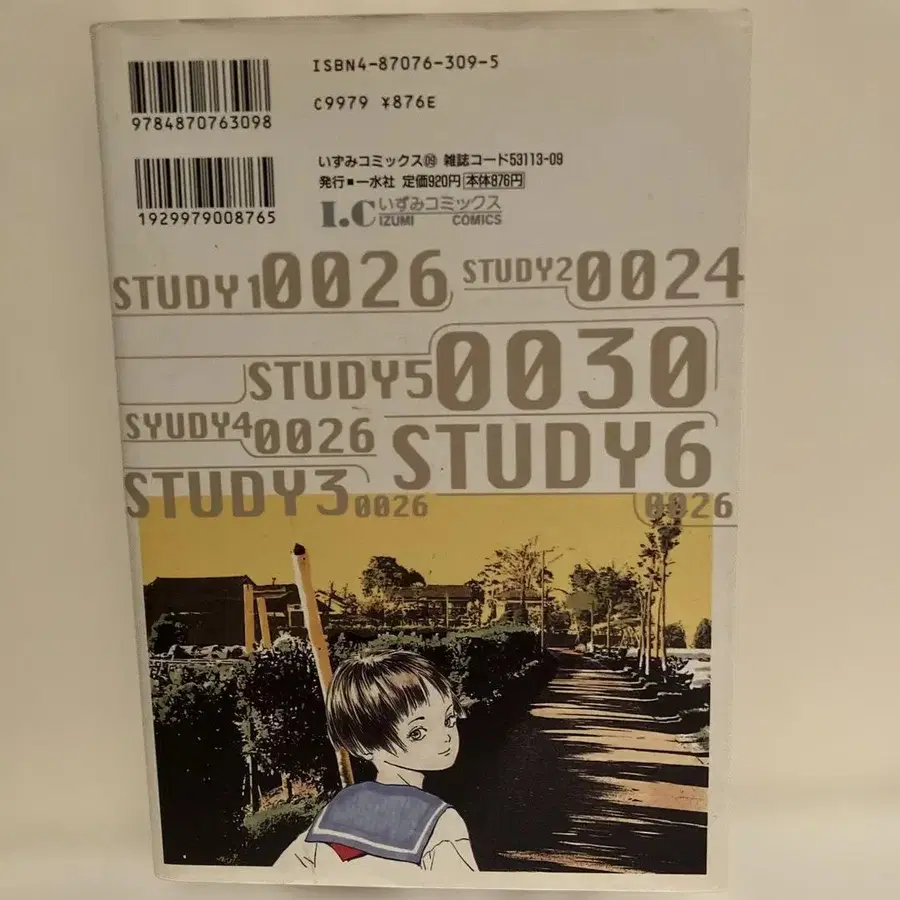 ISBN4-87076-309-5
9784870763098
C9979 ¥876E
いずみコミックス⑨ 雑誌コード53113-09
発行■一水社 定価920円 本体876円
1929979008765
I.C いずみコミックス
IZUMI COMICS
STUDY1 0026
STUDY2 0024
STUDY5 0030
SYUDY4 0026
STUDY6 0026
STUDY3 0026